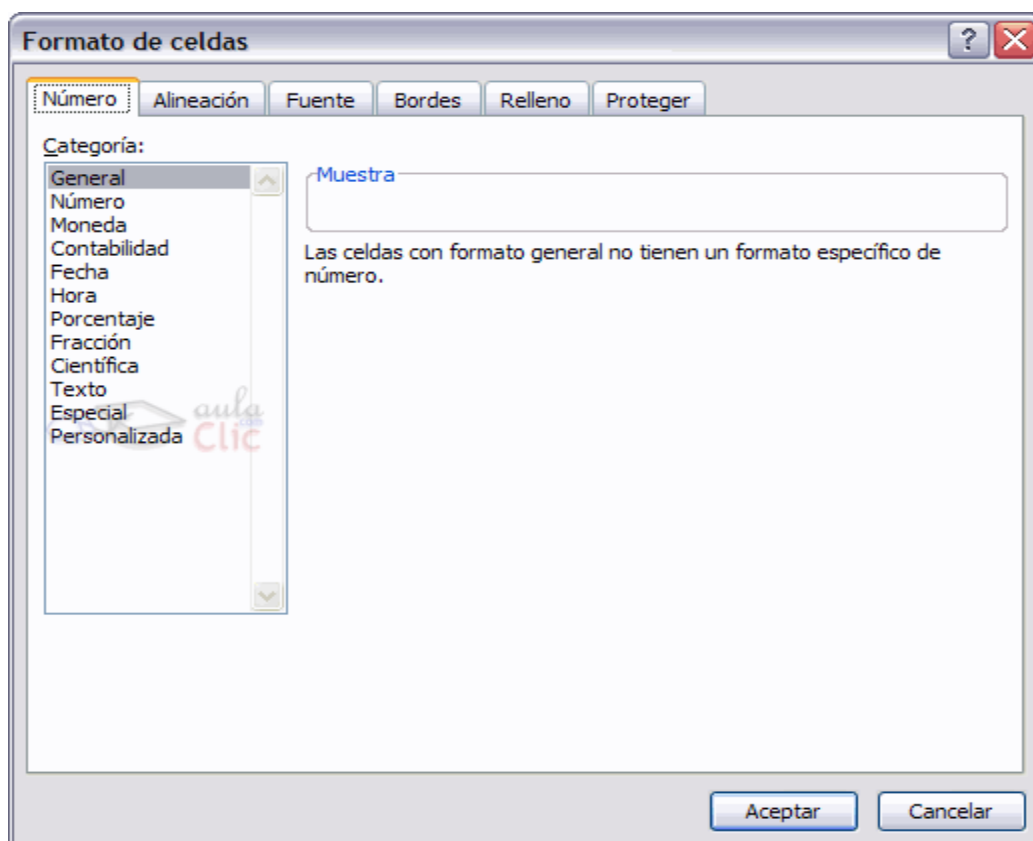 Formato de celdas
?
Número Alineación Fuente Bordes Relleno Proteger
Categoría:
General
Número
Moneda
Contabilidad
Fecha
Hora
Porcentaje
Fracción
Científica
Texto
Especial
Personalizada
aula
.com
Clic
Muestra
Las celdas con formato general no tienen un formato específico de
número.
Aceptar Cancelar